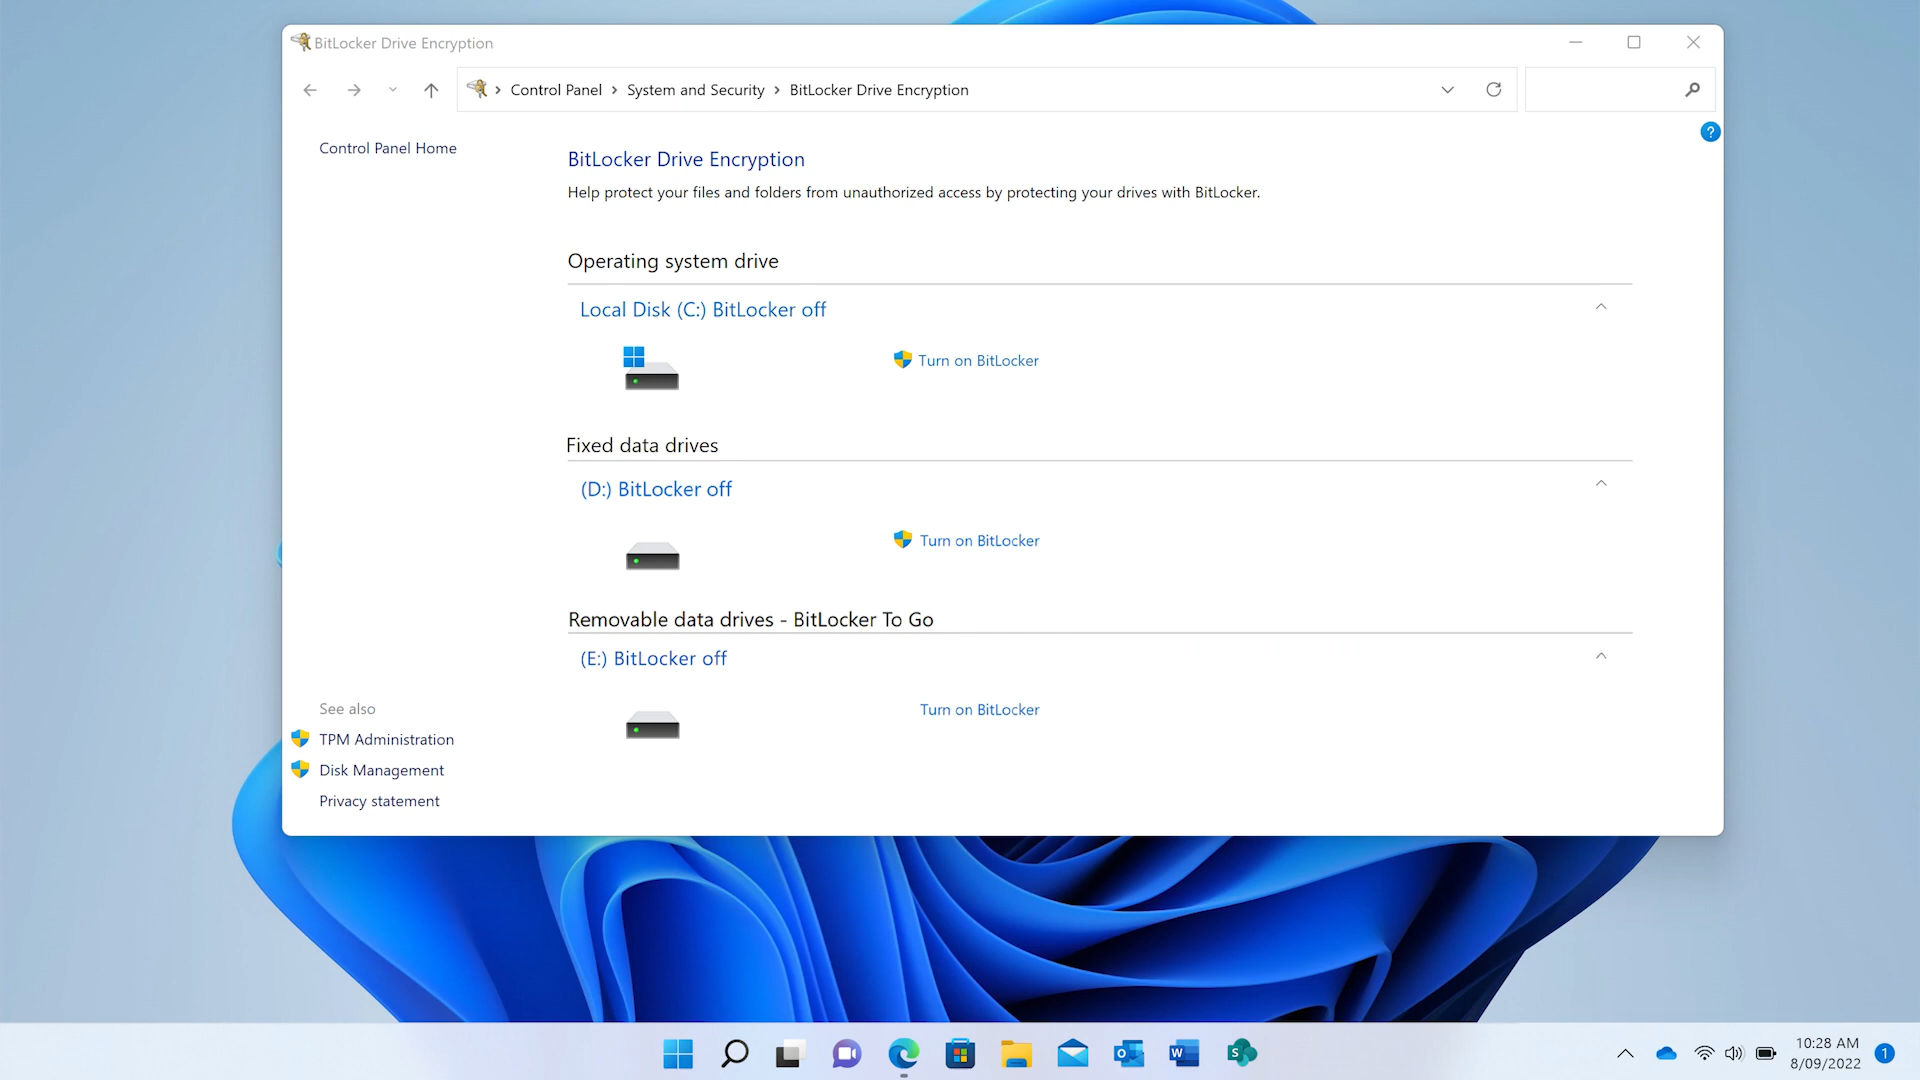 BitLocker Drive Encryption
Control Panel > System and Security > BitLocker Drive Encryption
?
Control Panel Home
BitLocker Drive Encryption
Help protect your files and folders from unauthorized access by protecting your drives with BitLocker.
Operating system drive
Local Disk (C:) BitLocker off
Turn on BitLocker
Fixed data drives
(D:) BitLocker off
Turn on BitLocker
Removable data drives - BitLocker To Go
(E:) BitLocker off
Turn on BitLocker
See also
TPM Administration
Disk Management
Privacy statement
10:28 AM
8/09/2022
1